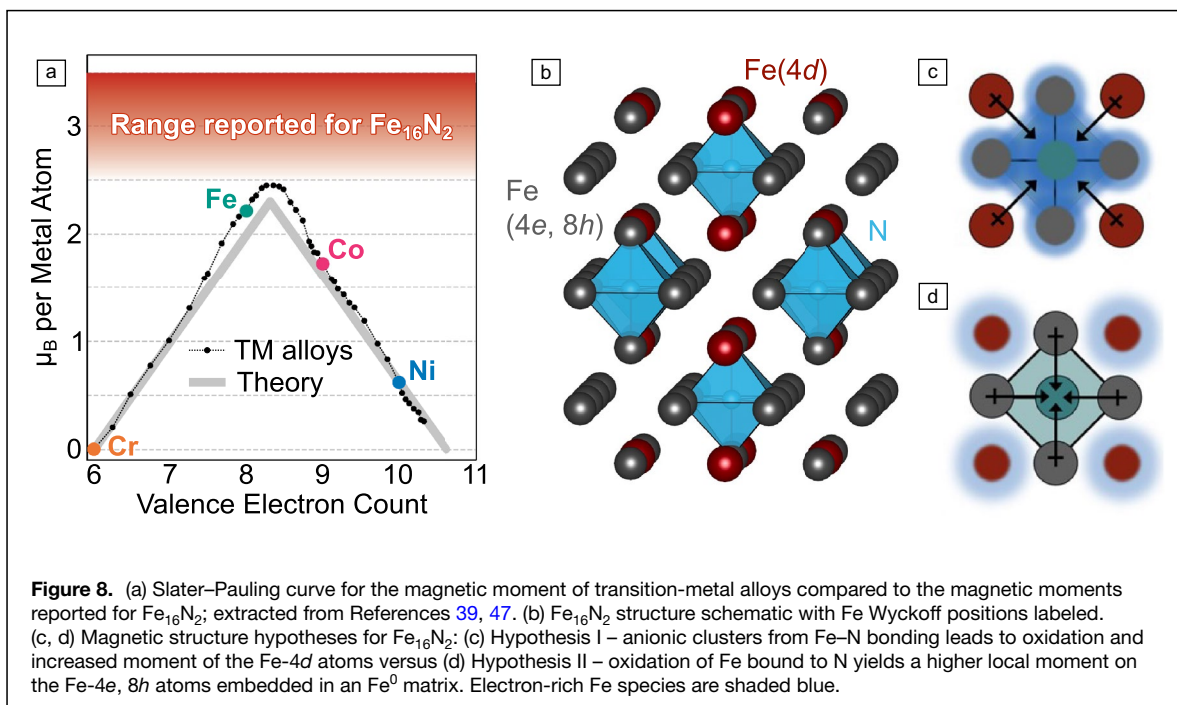 a
Range reported for Fe16N2
Fe
Co
TM alloys
Theory
Ni
Cr
3
2
1
0
6 7 8 9 10 11
μB per Metal Atom
Valence Electron Count
b
Fe(4d)
Fe
(4e, 8h)
N
c
d
Figure 8. (a) Slater–Pauling curve for the magnetic moment of transition-metal alloys compared to the magnetic moments
reported for Fe16N2; extracted from References 39, 47. (b) Fe16N2 structure schematic with Fe Wyckoff positions labeled.
(c, d) Magnetic structure hypotheses for Fe16N2: (c) Hypothesis I – anionic clusters from Fe–N bonding leads to oxidation and
increased moment of the Fe-4d atoms versus (d) Hypothesis II – oxidation of Fe bound to N yields a higher local moment on
the Fe-4e, 8h atoms embedded in an Fe0 matrix. Electron-rich Fe species are shaded blue.